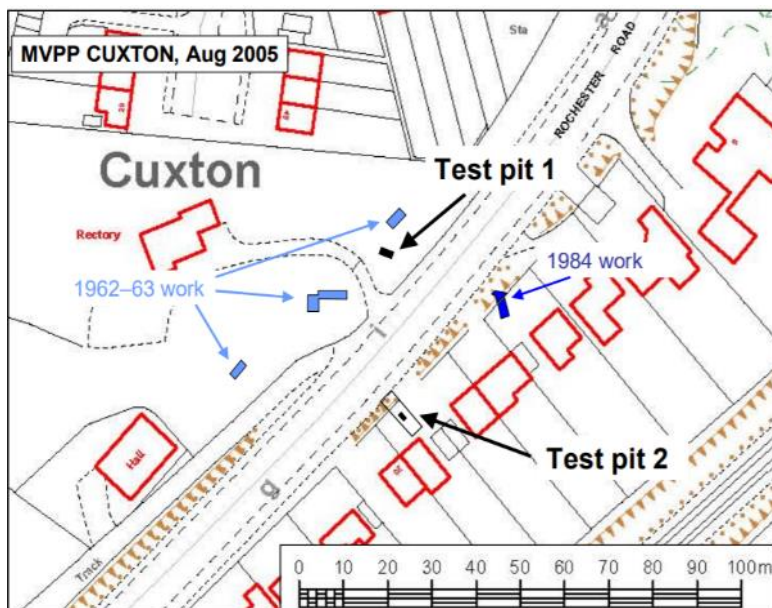 MVPP CUXTON, Aug 2005
Sta
a
ROCHESTER ROAD
Cuxton
Test pit 1
Rectory
1984 work
1962–63 work
i
Test pit 2
Hall
g
Track
0 10 20 30 40 50 60 70 80 90 100 m